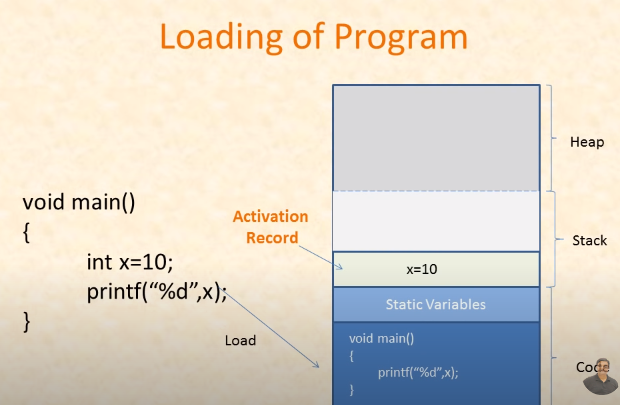 Loading of Program
void main()
{
int x=10;
printf(“%d”,x);
}
Activation
Record
Load
Heap
Stack
x=10
Static Variables
void main()
{
printf(“%d”,x);
}
Code